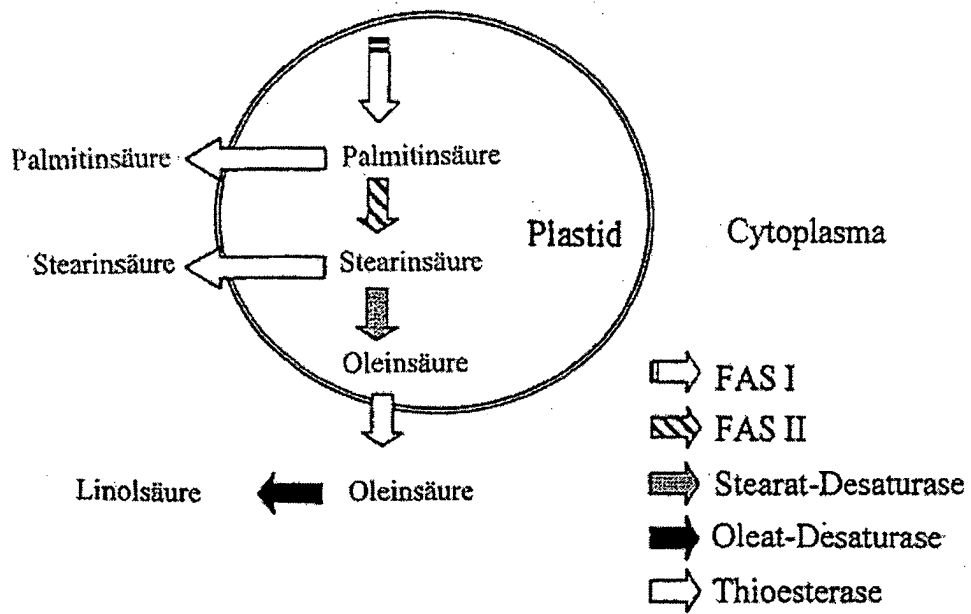 Palmitinsäure Palmitinsäure
Plastid Cytoplasma
Stearinsäure Stearinsäure
Oleinsäure
Linolsäure Oleinsäure
FAS I
FAS II
Stearat-Desaturase
Oleat-Desaturase
Thioesterase